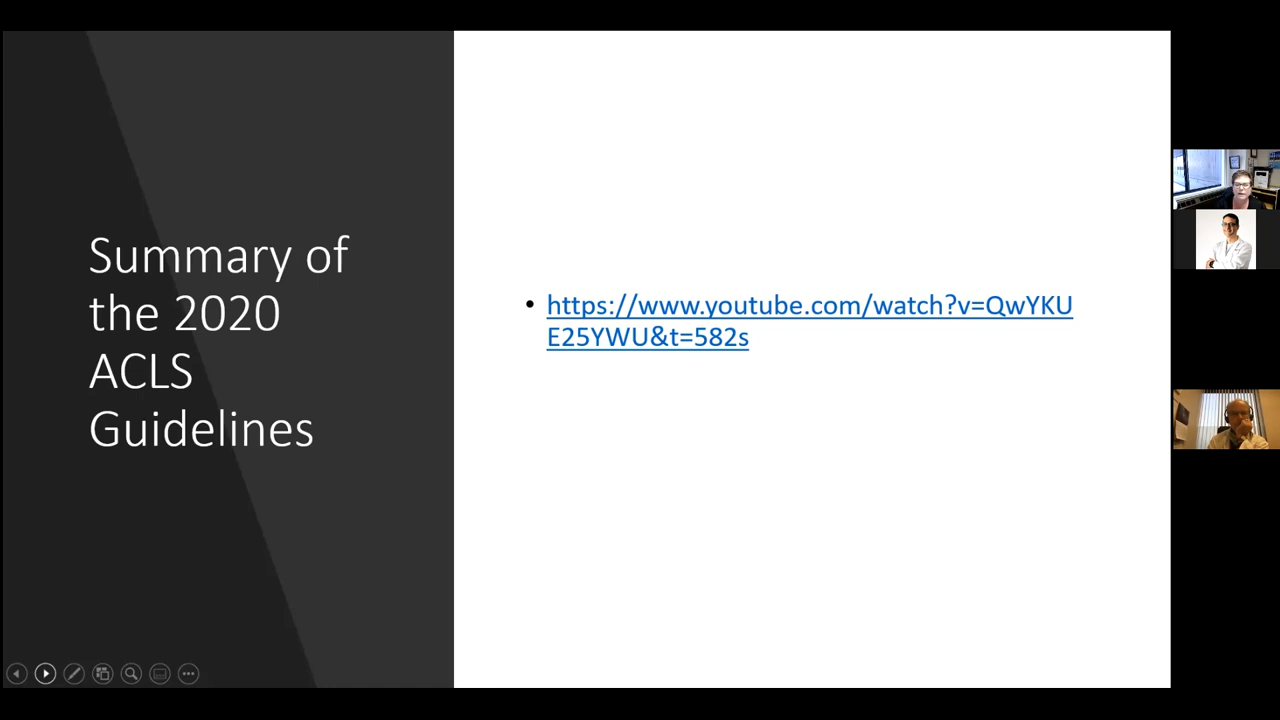 Summary of
the 2020
ACLS
Guidelines
• https://www.youtube.com/watch?v=QwYKU
E25YWU&t=582s